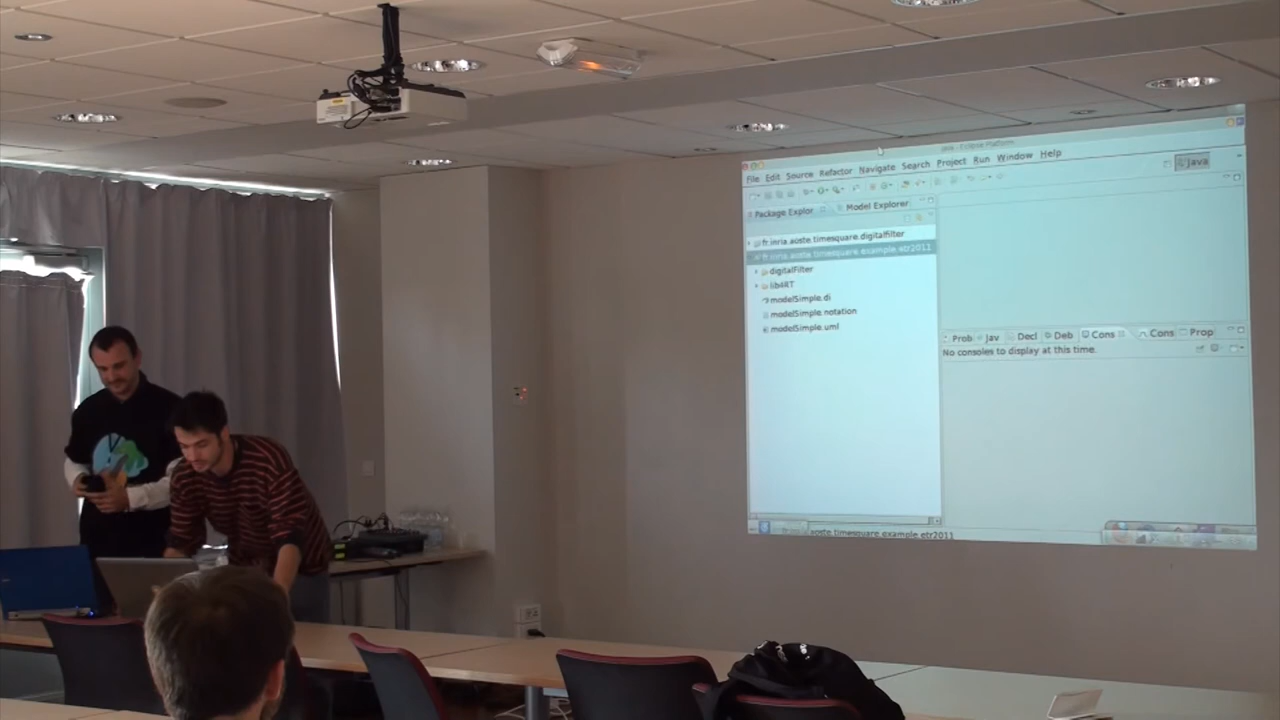 Java - Eclipse Platform
File Edit Source Refactor Navigate Search Project Run Window Help
Java
Package Explor Model Explorer
fr.inria.aoste.timesquare.digitalfilter
fr.inria.aoste.timesquare.example.etr2011
digitalFilter
lib4RT
modelSimple.di
modelSimple.notation
modelSimple.uml
Prob Jav Decl Deb Cons Cons Prop
No consoles to display at this time.
aoste.timesquare.example.etr2011